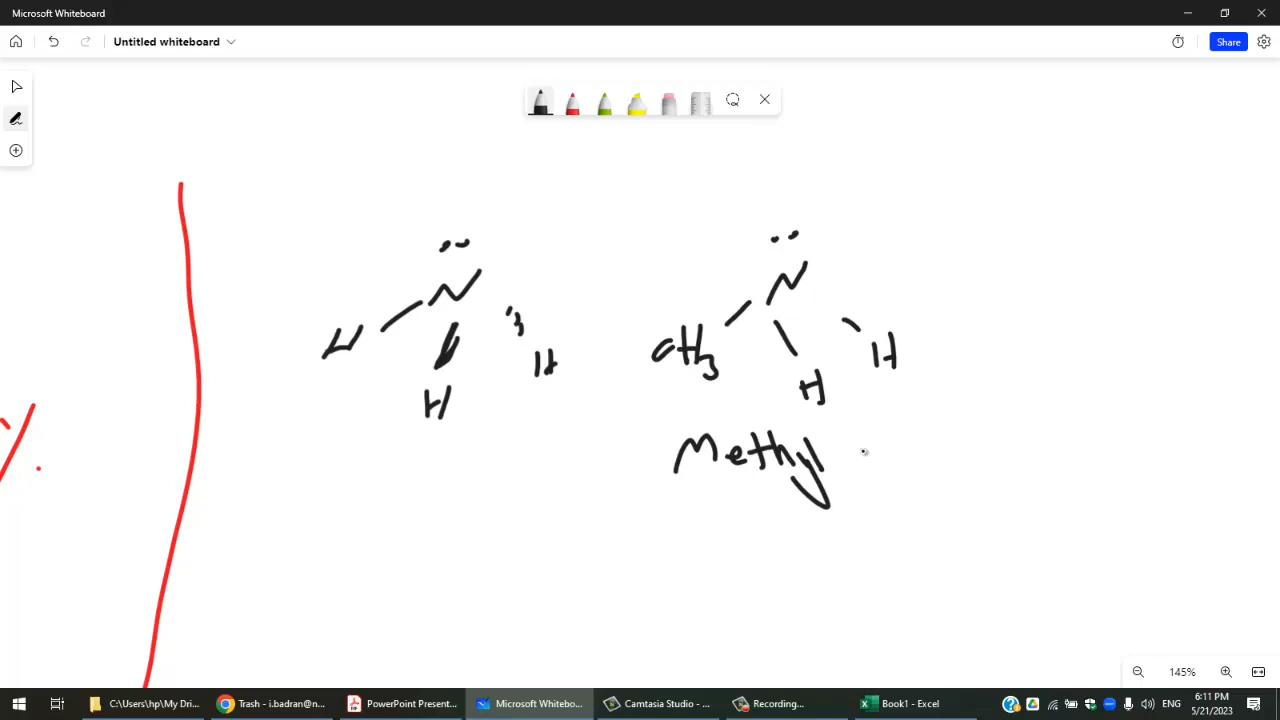 Microsoft Whiteboard
Untitled whiteboard
Share
N
H
H
H
N
CH3
H
H
Methyl
145%
C:\Users\hp\My Dri...
Trash - i.badran@n...
PowerPoint Present...
Microsoft Whitebo...
Camtasia Studio - ...
Recording...
Book1 - Excel
ENG
6:11 PM
5/21/2023